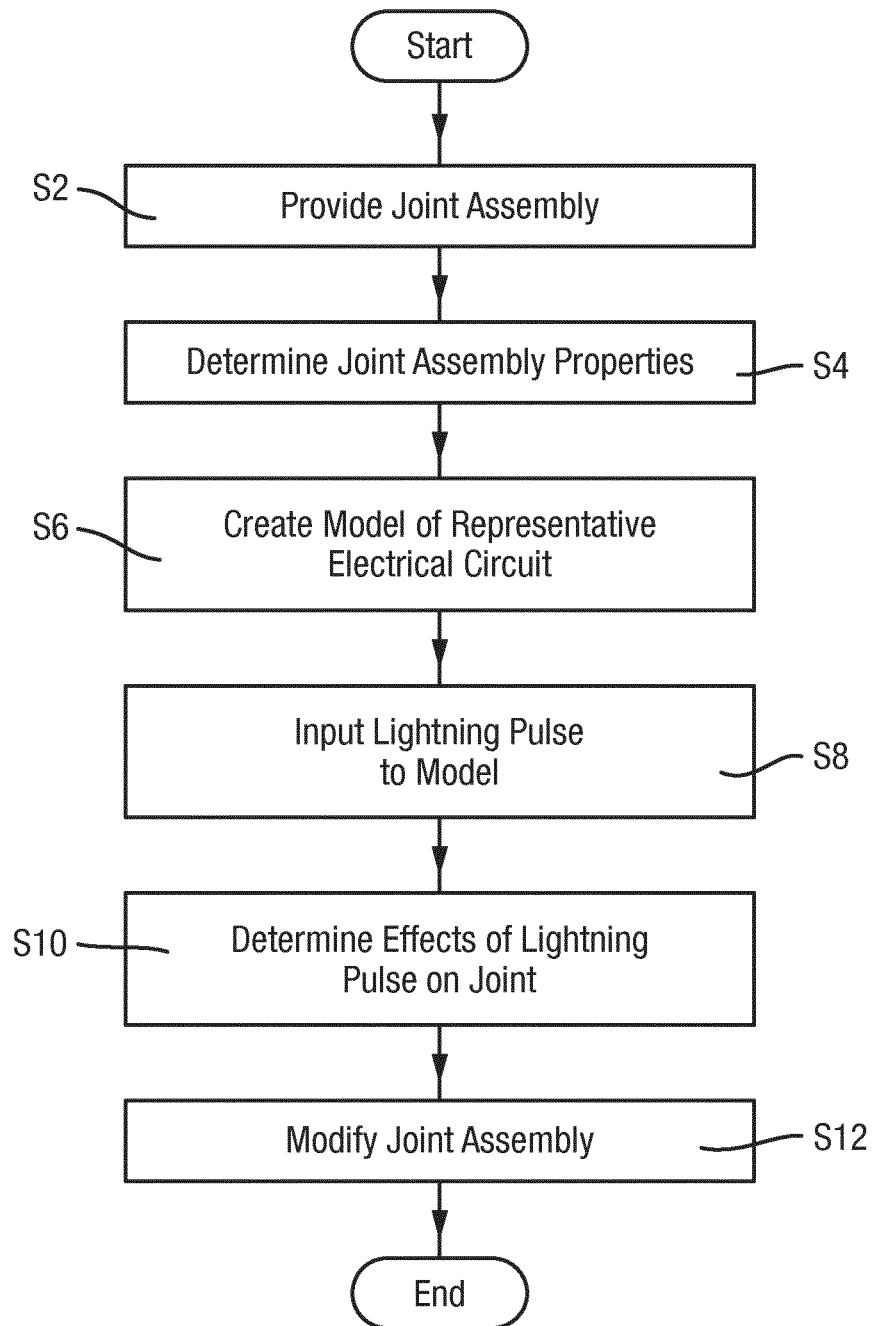 Start
S2
Provide Joint Assembly
Determine Joint Assembly Properties
S4
S6
Create Model of Representative
Electrical Circuit
Input Lightning Pulse
to Model
S8
S10
Determine Effects of Lightning
Pulse on Joint
Modify Joint Assembly
S12
End